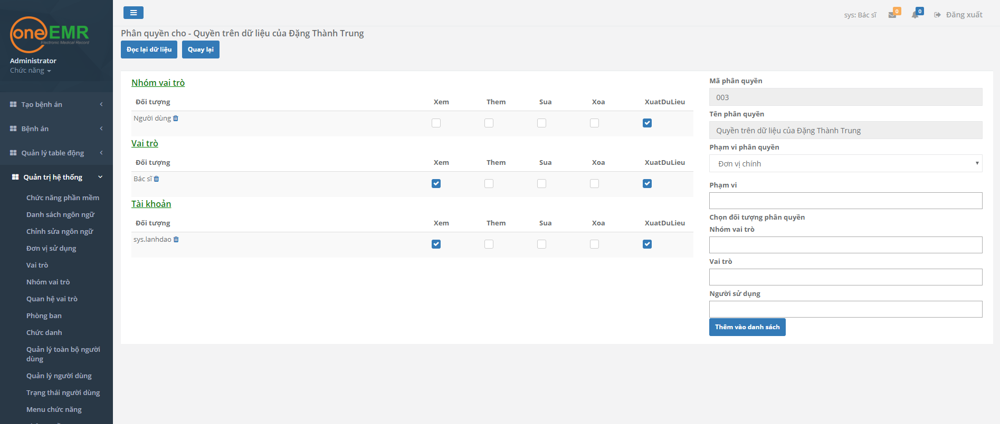 oneEMR
Electronic Medical Record
Administrator
Chức năng
Tạo bệnh án
Bệnh án
Quản lý table động
Quản trị hệ thống
Chức năng phần mềm
Danh sách ngôn ngữ
Chỉnh sửa ngôn ngữ
Đơn vị sử dụng
Vai trò
Nhóm vai trò
Quan hệ vai trò
Phòng ban
Chức danh
Quản lý toàn bộ người
dùng
Quản lý người dùng
Trạng thái người dùng
Menu chức năng
sys: Bác sĩ 0 0 Đăng xuất
Phân quyền cho - Quyền trên dữ liệu của Đặng Thành Trung
Đọc lại dữ liệu Quay lại
Nhóm vai trò
Đối tượng Xem Them Sua Xoa XuatDuLieu
Người dùng
Vai trò
Đối tượng Xem Them Sua Xoa XuatDuLieu
Bác sĩ
Tài khoản
Đối tượng Xem Them Sua Xoa XuatDuLieu
sys.lanhdao
Mã phân quyền
003
Tên phân quyền
Quyền trên dữ liệu của Đặng Thành Trung
Phạm vi phân quyền
Đơn vị chính
Phạm vi
Chọn đối tượng phân quyền
Nhóm vai trò
Vai trò
Người sử dụng
Thêm vào danh sách